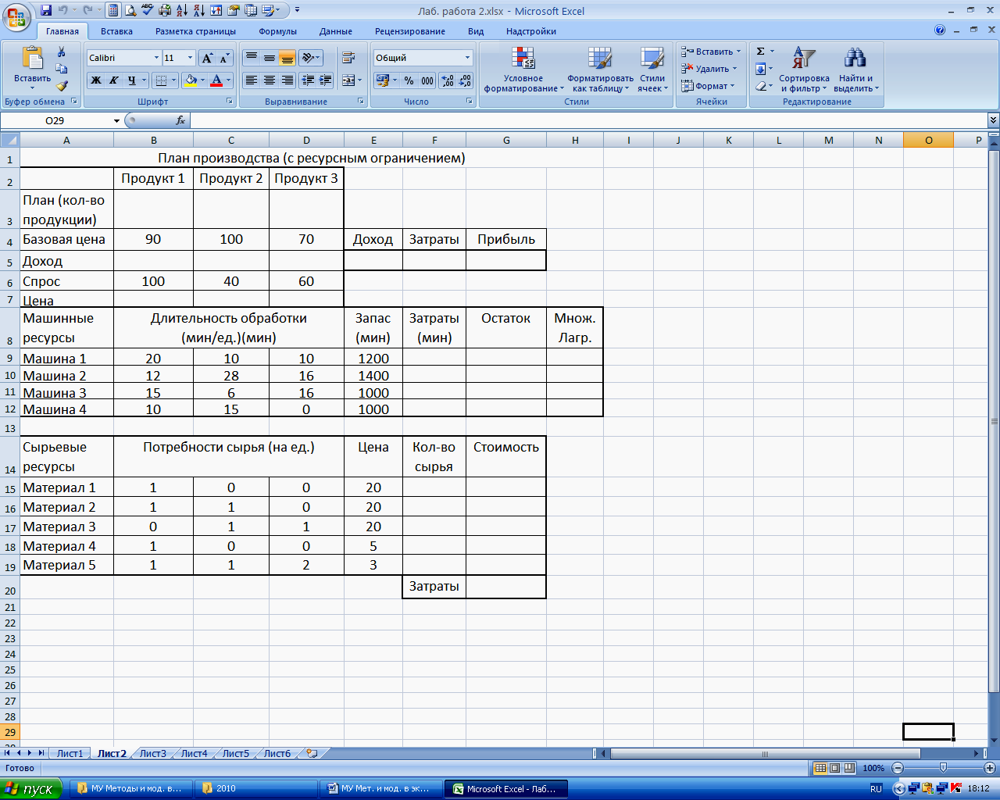 Лаб. работа 2.xlsx - Microsoft Excel
Главная Вставка Разметка страницы Формулы Данные Рецензирование Вид Надстройки
Вставить
Calibri 11
Общий
Условное форматирование
Форматировать как таблицу
Стили ячеек
Вставить
Удалить
Формат
Сортировка и фильтр
Найти и выделить
Буфер обмена Шрифт Выравнивание Число Стили Ячейки Редактирование
O29 fx
A B C D E F G H I J K L M N O P
1 План производства (с ресурсным ограничением)
2 Продукт 1 Продукт 2 Продукт 3
3 План (кол-во продукции)
4 Базовая цена 90 100 70 Доход Затраты Прибыль
5 Доход
6 Спрос 100 40 60
7 Цена
8 Машинные ресурсы Длительность обработки (мин/ед.)(мин) Запас (мин) Затраты (мин) Остаток Множ. Лагр.
9 Машина 1 20 10 10 1200
10 Машина 2 12 28 16 1400
11 Машина 3 15 6 16 1000
12 Машина 4 10 15 0 1000
13
14 Сырьевые ресурсы Потребности сырья (на ед.) Цена Кол-во сырья Стоимость
15 Материал 1 1 0 0 20
16 Материал 2 1 1 0 20
17 Материал 3 0 1 1 20
18 Материал 4 1 0 0 5
19 Материал 5 1 1 2 3
20 Затраты
21
22
23
24
25
26
27
28
29
Лист1 Лист2 Лист3 Лист4 Лист5 Лист6
Готово 100%
пуск МУ Методы и мод. в... 2010 МУ Мет. и мод. в эк... Microsoft Excel - Лаб... RU 18:12